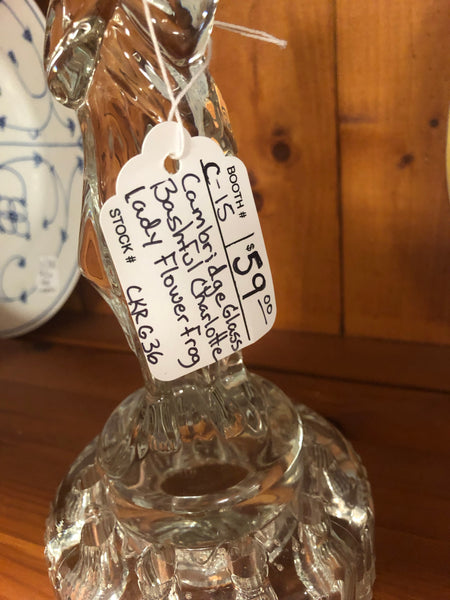 BOOTH #
C-15
$59.00
Cambridge Glass
Bashful Charlotte
Lady Flower Frog
STOCK # CKRG36